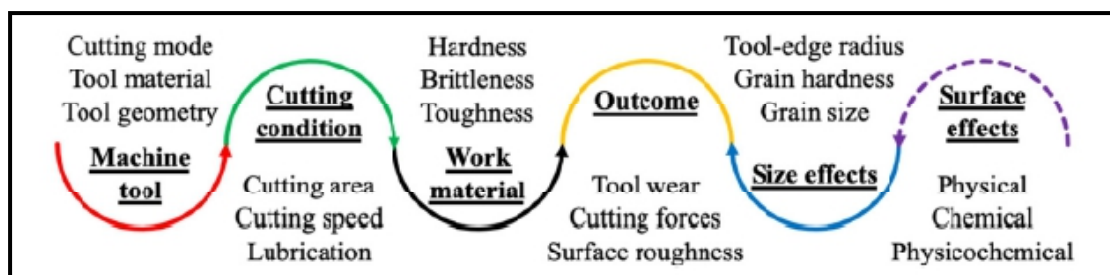 Cutting mode
Tool material
Tool geometry
Machine
tool
Cutting
condition
Cutting area
Cutting speed
Lubrication
Hardness
Brittleness
Toughness
Work
material
Outcome
Tool wear
Cutting forces
Surface roughness
Tool-edge radius
Grain hardness
Grain size
Size effects
Surface
effects
Physical
Chemical
Physicochemical